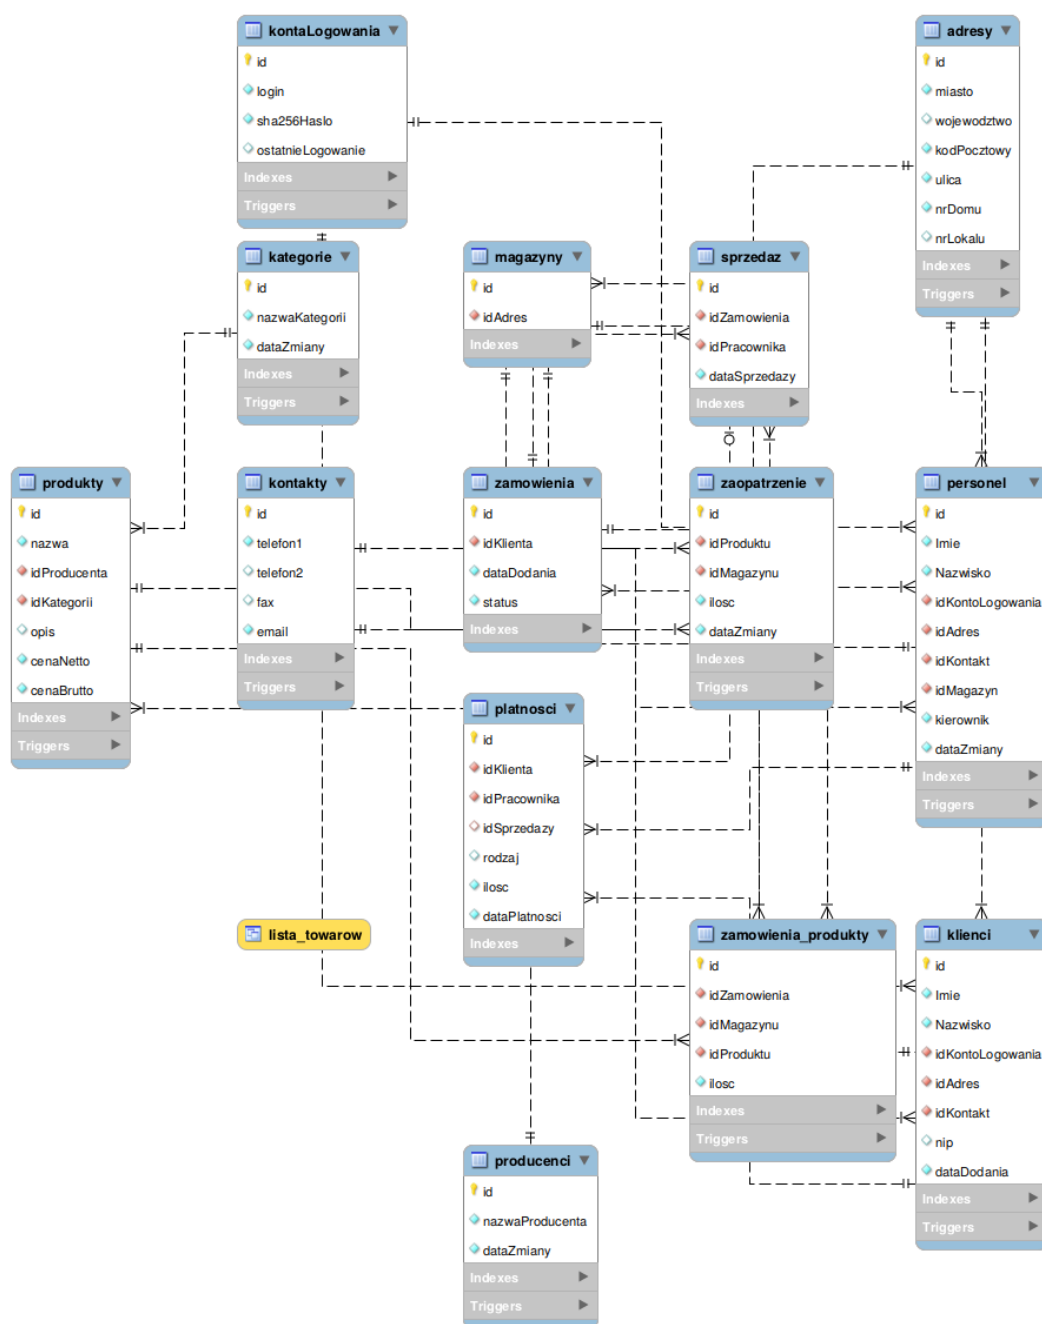 kontaLogowania
id
login
sha256Haslo
ostatnieLogowanie
Indexes
Triggers
adresy
id
miasto
wojewodztwo
kodPocztowy
ulica
nrDomu
nrLokalu
Indexes
Triggers
kategorie
id
nazwaKategorii
dataZmiany
Indexes
Triggers
magazyny
id
idAdres
Indexes
sprzedaz
id
idZamowienia
idPracownika
dataSprzedazy
Indexes
produkty
id
nazwa
idProducenta
idKategorii
opis
cenaNetto
cenaBrutto
Indexes
Triggers
kontakty
id
telefon1
telefon2
fax
email
Indexes
Triggers
zamowienia
id
idKlienta
dataDodania
status
Indexes
zaopatrzenie
id
idProduktu
idMagazynu
ilosc
dataZmiany
Indexes
Triggers
personel
id
Imie
Nazwisko
idKontoLogowania
idAdres
idKontakt
idMagazyn
kierownik
dataZmiany
Indexes
Triggers
platnosci
id
idKlienta
idPracownika
idSprzedazy
rodzaj
ilosc
dataPlatnosci
Indexes
lista_towarow
zamowienia_produkty
id
idZamowienia
idMagazynu
idProduktu
ilosc
Indexes
Triggers
klienci
id
Imie
Nazwisko
idKontoLogowania
idAdres
idKontakt
nip
dataDodania
Indexes
Triggers
producenci
id
nazwaProducenta
dataZmiany
Indexes
Triggers